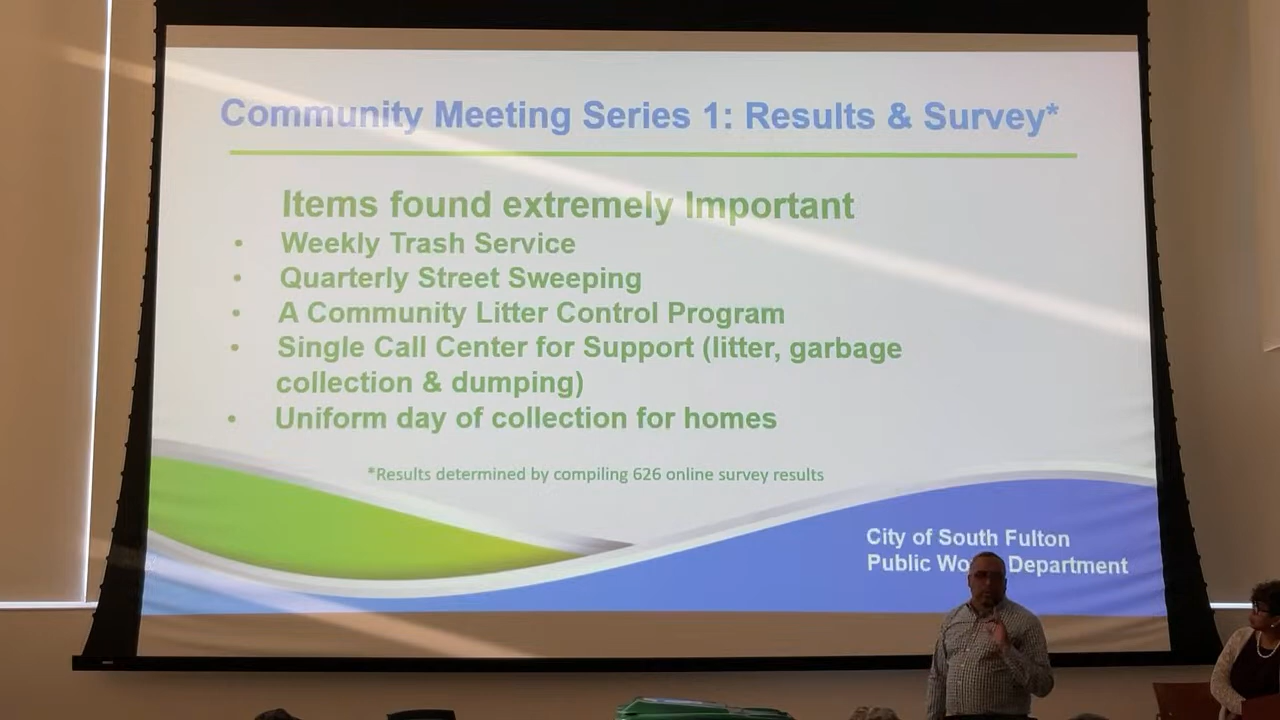 Community Meeting Series 1: Results & Survey*
Items found extremely Important
• Weekly Trash Service
• Quarterly Street Sweeping
• A Community Litter Control Program
• Single Call Center for Support (litter, garbage
collection & dumping)
• Uniform day of collection for homes
*Results determined by compiling 626 online survey results
City of South Fulton
Public Department